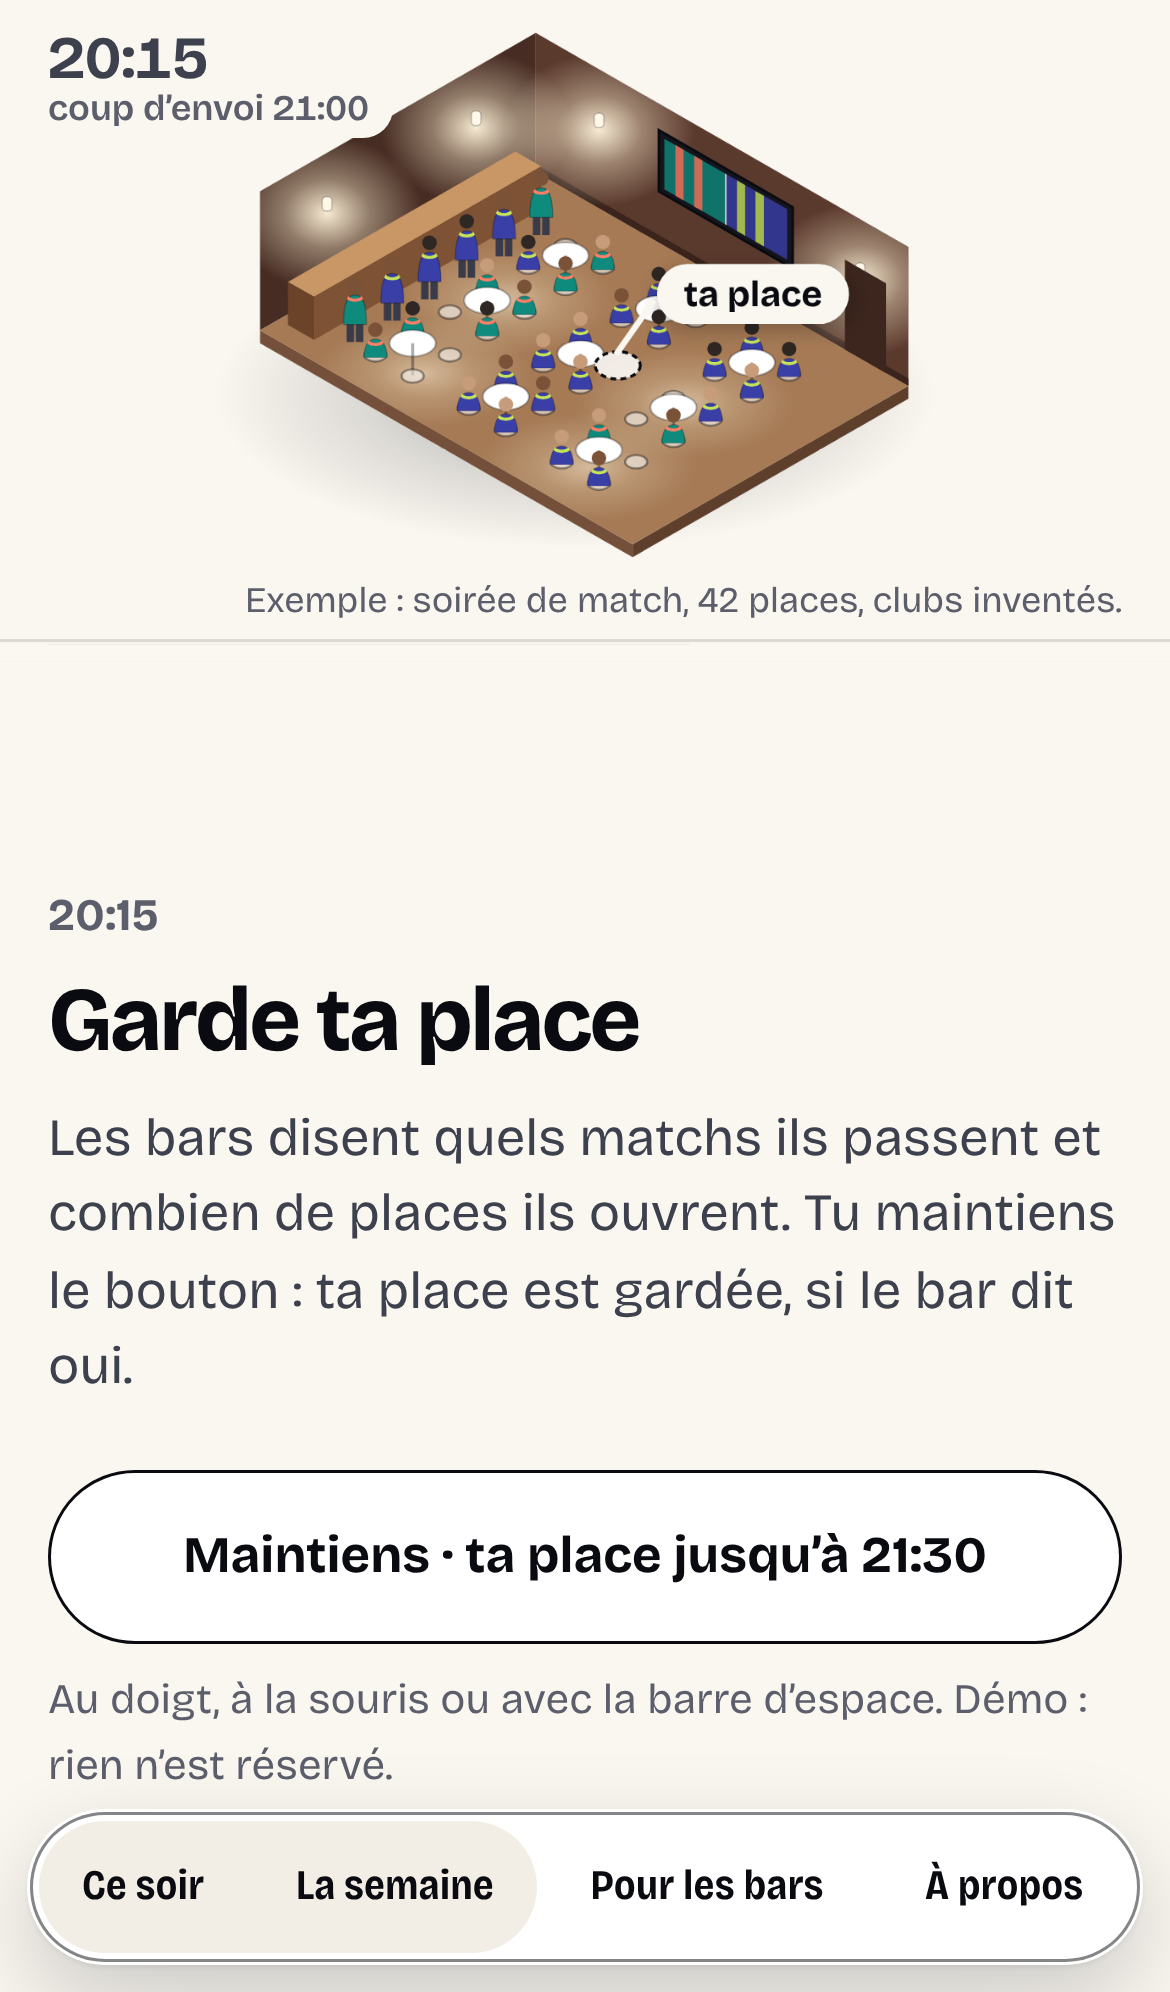 20:15
coup d’envoi 21:00
ta place
Exemple : soirée de match, 42 places, clubs inventés.
20:15
Garde ta place
Les bars disent quels matchs ils passent et
combien de places ils ouvrent. Tu maintiens
le bouton : ta place est gardée, si le bar dit
oui.
Maintiens · ta place jusqu’à 21:30
Au doigt, à la souris ou avec la barre d’espace. Démo :
rien n’est réservé.
Ce soir La semaine Pour les bars À propos